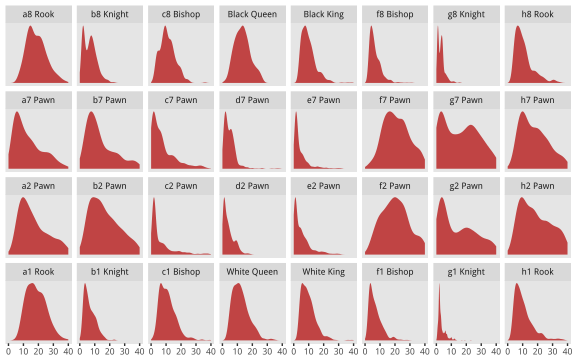 a8 Rook b8 Knight c8 Bishop Black Queen Black King f8 Bishop g8 Knight h8 Rook
a7 Pawn b7 Pawn c7 Pawn d7 Pawn e7 Pawn f7 Pawn g7 Pawn h7 Pawn
a2 Pawn b2 Pawn c2 Pawn d2 Pawn e2 Pawn f2 Pawn g2 Pawn h2 Pawn
a1 Rook b1 Knight c1 Bishop White Queen White King f1 Bishop g1 Knight h1 Rook
0 10 20 30 40 0 10 20 30 40 0 10 20 30 40 0 10 20 30 40 0 10 20 30 40 0 10 20 30 40 0 10 20 30 40 0 10 20 30 40